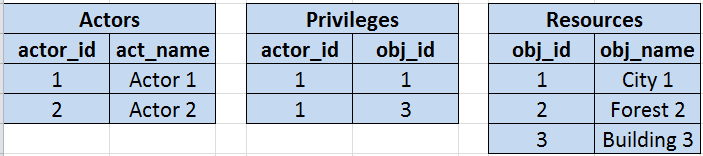 Actors Privileges Resources
actor_id act_name actor_id obj_id obj_id obj_name
1 Actor 1 1 1 1 City 1
2 Actor 2 1 3 2 Forest 2
3 Building 3